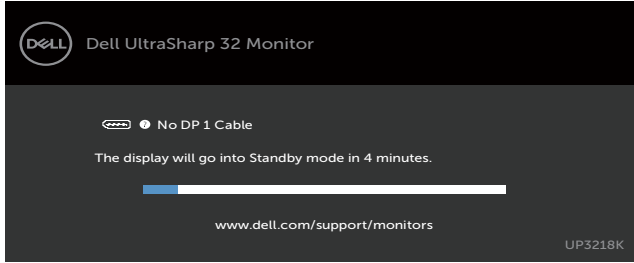 DELL Dell UltraSharp 32 Monitor
No DP 1 Cable
The display will go into Standby mode in 4 minutes.
www.dell.com/support/monitors
UP3218K